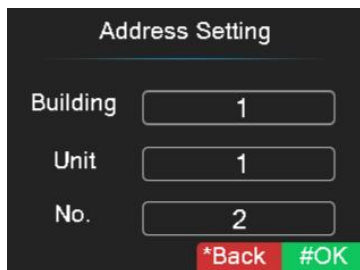 Address Setting
Building 1
Unit 1
No. 2
*Back #OK